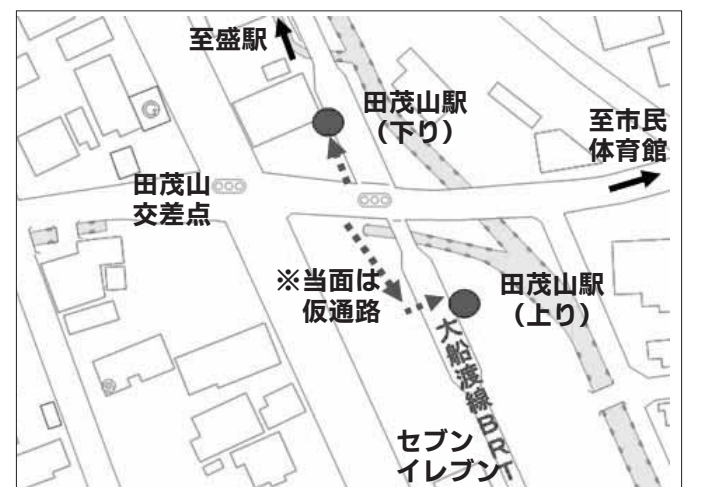 至盛駅
田茂山駅
（下り）
至市民
体育館
田茂山
交差点
※当面は
仮通路
田茂山駅
（上り）
大船渡線BRT
セブン
イレブン